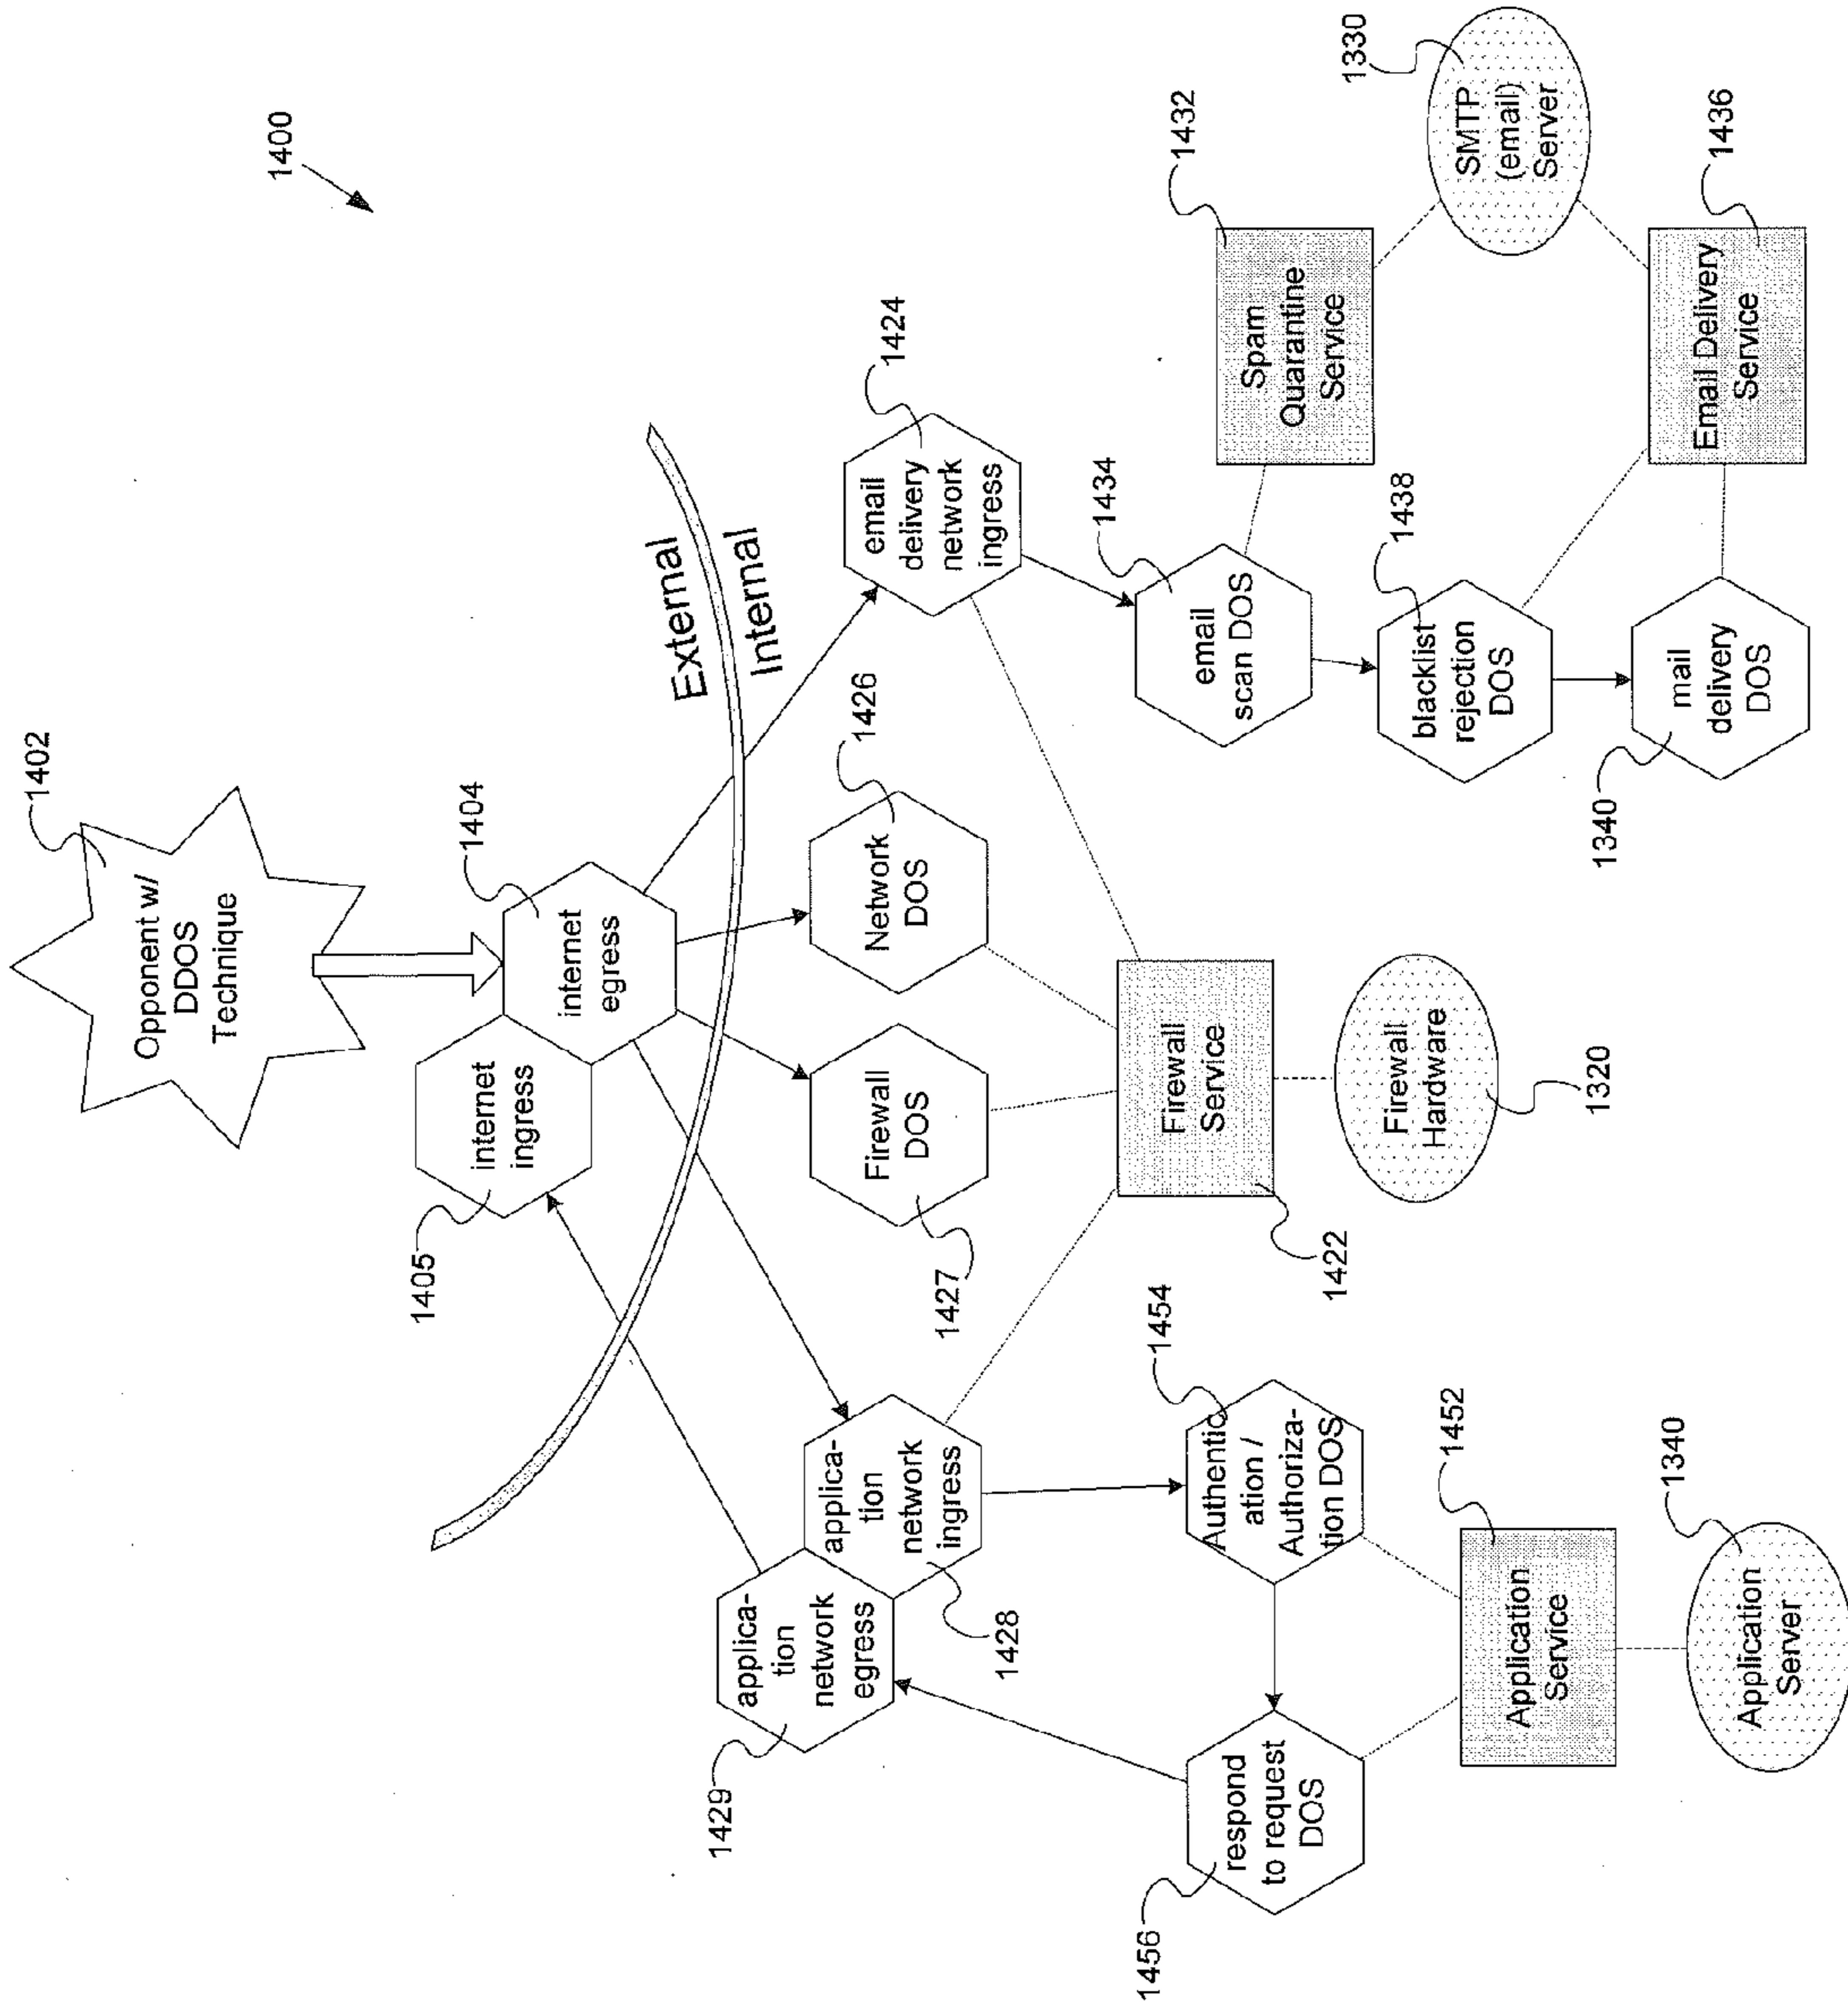 1400
1402
Opponent w/
DDOS
Technique
1404
internet
egress
1405
internet
ingress
External
Internal
1424
email
delivery
network
ingress
1426
Network
DOS
1427
Firewall
DOS
1428
applica-
tion
network
ingress
1429
applica-
tion
network
egress
1422
Firewall
Service
1320
Firewall
Hardware
1432
Spam
Quarantine
Service
1434
email
scan DOS
1438
blacklist
rejection
DOS
1340
mail
delivery
DOS
1436
Email Delivery
Service
1330
SMTP
(email)
Server
1454
Authentic
ation /
Authoriza-
tion DOS
1456
respond
to request
DOS
1452
Application
Service
1340
Application
Server